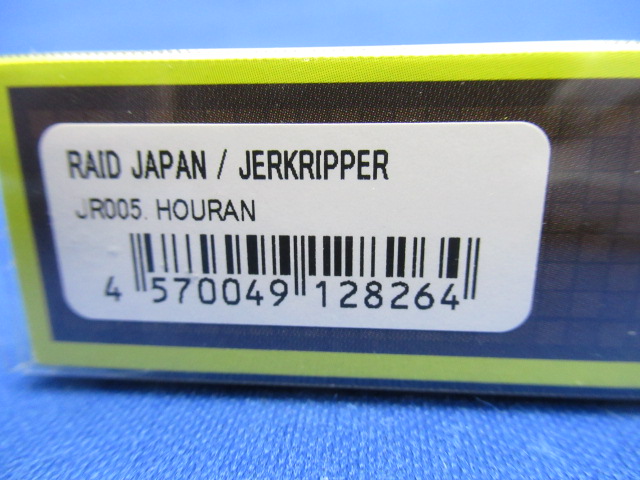 RAID JAPAN / JERKRIPPER
JR005. HOURAN
4 570049 128264